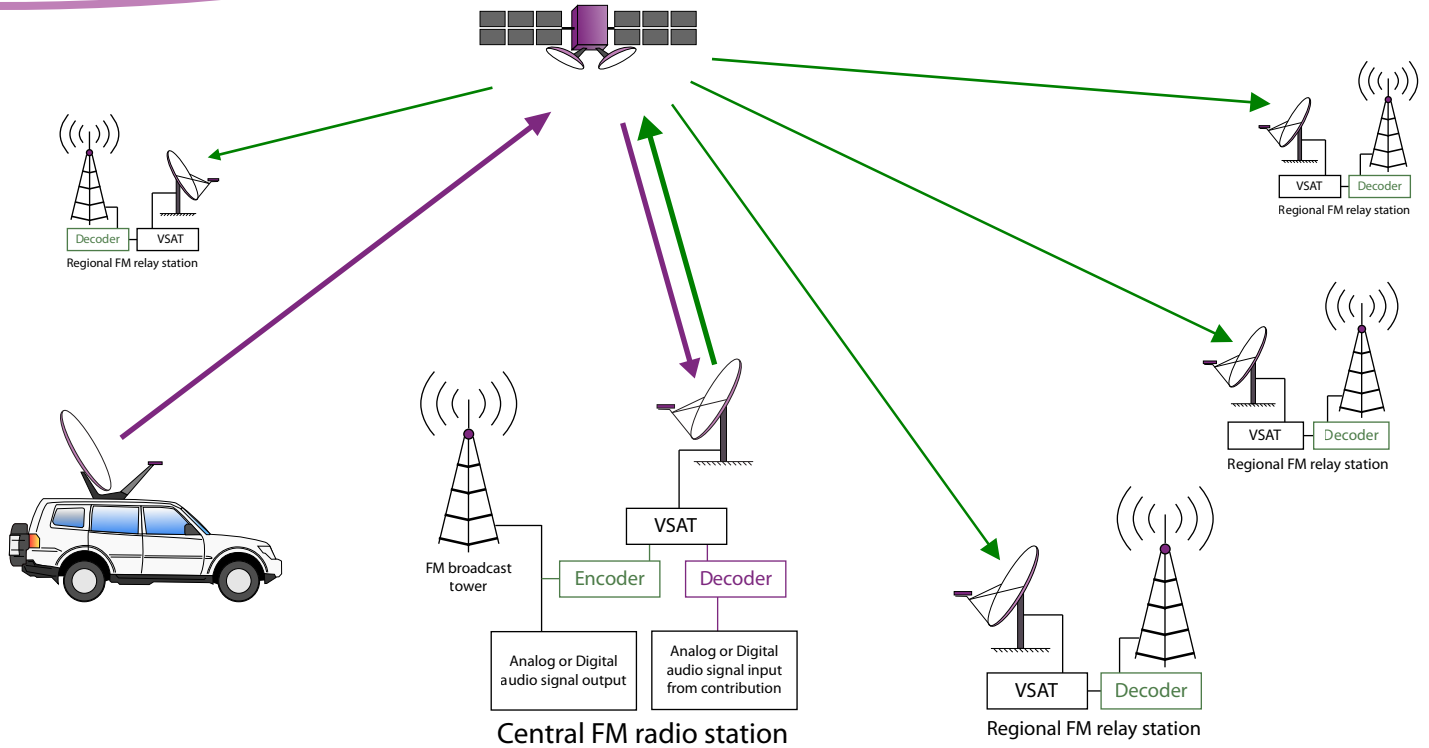 Decoder
VSAT
Regional FM relay station
VSAT
Decoder
Regional FM relay station
VSAT
Decoder
Regional FM relay station
FM broadcast
tower
VSAT
Encoder
Decoder
Analog or Digital
audio signal output
Analog or Digital
audio signal input
from contribution
Central FM radio station
VSAT
Decoder
Regional FM relay station